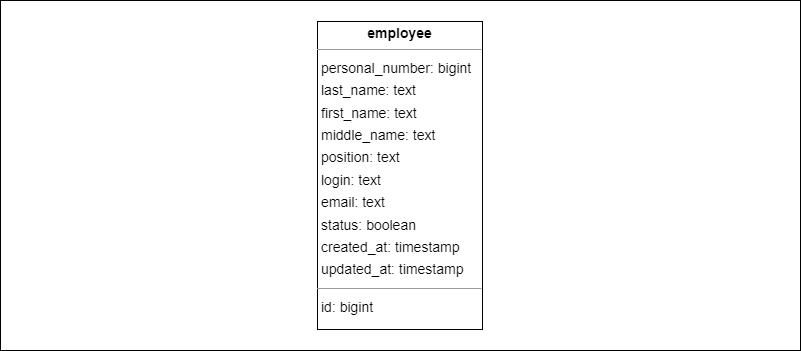 employee
personal_number: bigint
last_name: text
first_name: text
middle_name: text
position: text
login: text
email: text
status: boolean
created_at: timestamp
updated_at: timestamp
id: bigint